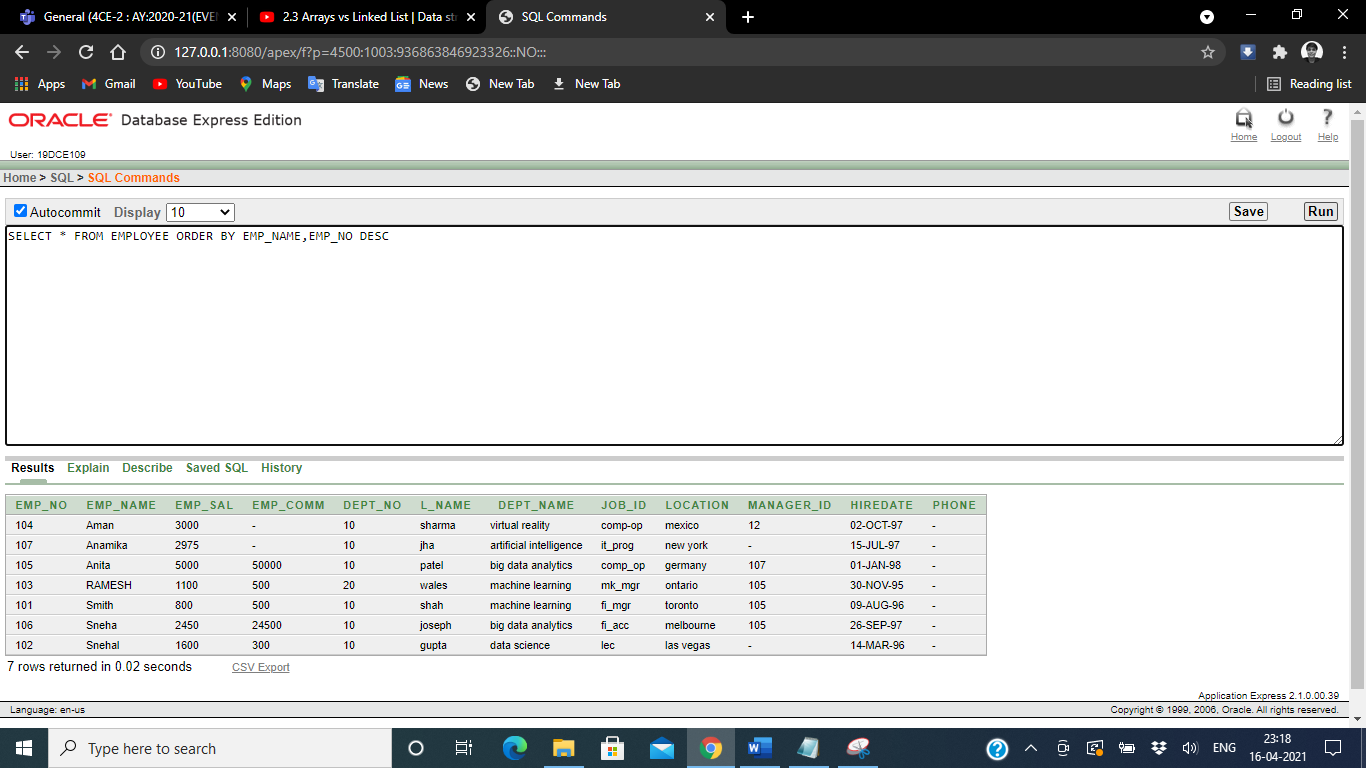 General (4CE-2 : AY:2020-21(EVE
2.3 Arrays vs Linked List | Data str
SQL Commands
127.0.0.1:8080/apex/f?p=4500:1003:936863846923326::NO:::
Apps Gmail YouTube Maps Translate News New Tab New Tab Reading list
ORACLE Database Express Edition
Home Logout Help
User: 19DCE109
Home > SQL > SQL Commands
Autocommit Display 10 Save Run
SELECT * FROM EMPLOYEE ORDER BY EMP_NAME,EMP_NO DESC
Results Explain Describe Saved SQL History
EMP_NO EMP_NAME EMP_SAL EMP_COMM DEPT_NO L_NAME DEPT_NAME JOB_ID LOCATION MANAGER_ID HIREDATE PHONE
104 Aman 3000 - 10 sharma virtual reality comp-op mexico 12 02-OCT-97 -
107 Anamika 2975 - 10 jha artificial intelligence it_prog new york - 15-JUL-97 -
105 Anita 5000 50000 10 patel big data analytics comp_op germany 107 01-JAN-98 -
103 RAMESH 1100 500 20 wales machine learning mk_mgr ontario 105 30-NOV-95 -
101 Smith 800 500 10 shah machine learning fi_mgr toronto 105 09-AUG-96 -
106 Sneha 2450 24500 10 joseph big data analytics fi_acc melbourne 105 26-SEP-97 -
102 Snehal 1600 300 10 gupta data science lec las vegas - 14-MAR-96 -
7 rows returned in 0.02 seconds CSV Export
Application Express 2.1.0.00.39
Language: en-us Copyright © 1999, 2006, Oracle. All rights reserved.
Type here to search
ENG
23:18
16-04-2021